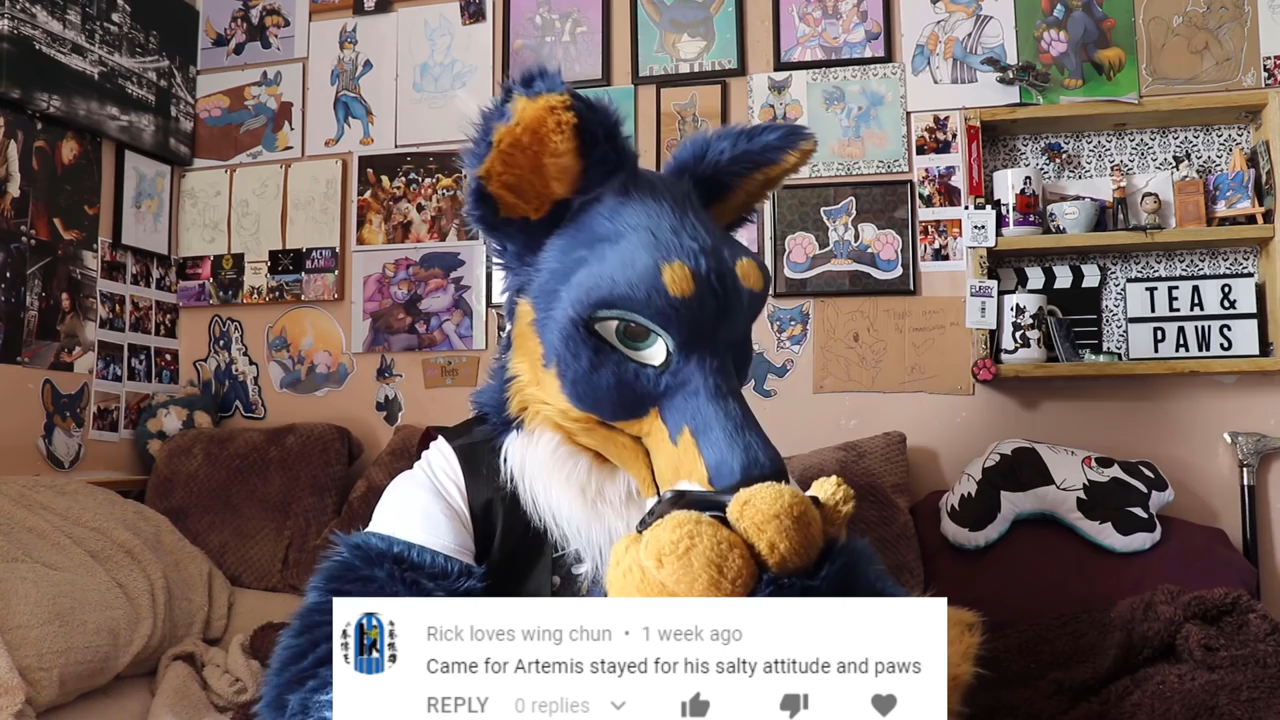 TEA &
PAWS
Rick loves wing chun • 1 week ago
Came for Artemis stayed for his salty attitude and paws
REPLY 0 replies